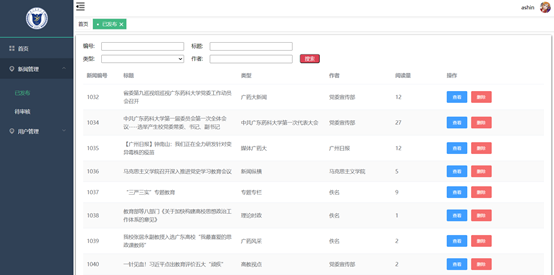 ashin
首页
已发布
首页
新闻管理
已发布
待审核
用户管理
编号:
标题:
类型:
作者:
搜索
新闻编号 标题 类型 作者 阅读量 操作
1032 省委第九巡视组巡视广东药科大学党委工作动员会召开 广药大新闻 党委宣传部 12 查看 删除
1034 中共广东药科大学第一届委员会第一次全体会议——选举产生校党委常委、书记、副书记 中共广东药科大学第一次代表大会 党委宣传部 27 查看 删除
1035 【广州日报】钟南山：我们正在全力研发针对变异毒株的疫苗 媒体广药大 广州日报 12 查看 删除
1036 马克思主义学院召开深入推进党史学习教育会议 新闻纵横 马克思主义学院 5 查看 删除
1037 “三严三实”专题教育 专题专栏 佚名 9 查看 删除
1038 教育部等八部门《关于加快构建高校思想政治工作体系的意见》 理论时政 佚名 1 查看 删除
1039 我校张丽永副教授入选广东高校“我最喜爱的思政课教师” 广药风采 佚名 2 查看 删除
1040 一针见血！习近平点出教育评价五大“顽疾” 高教视点 党委宣传部 2 查看 删除